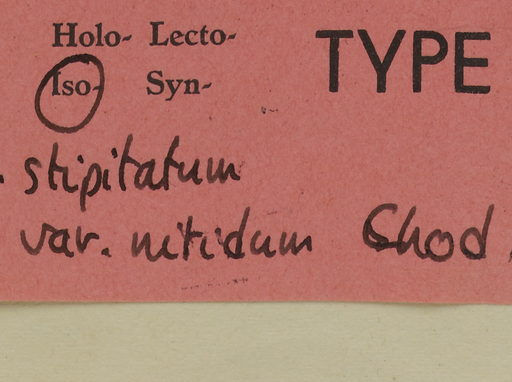 Holo- Lecto- TYPE
Iso- Syn-
. stipitatum
var. nitidum Chod.